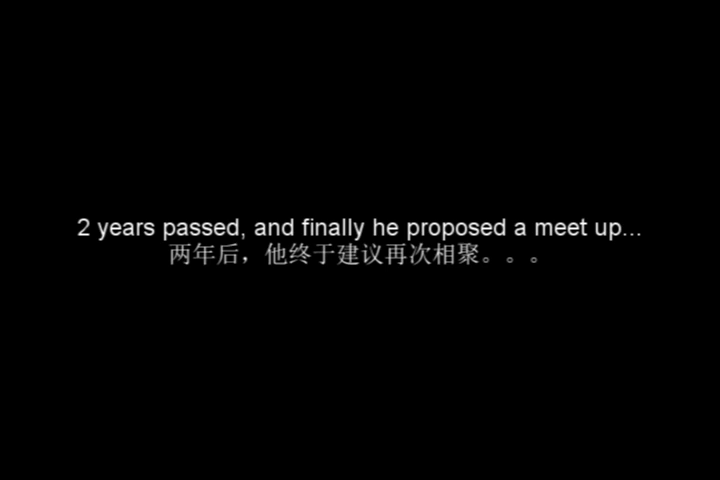 2 years passed, and finally he proposed a meet up...
两年后，他终于建议再次相聚。。。